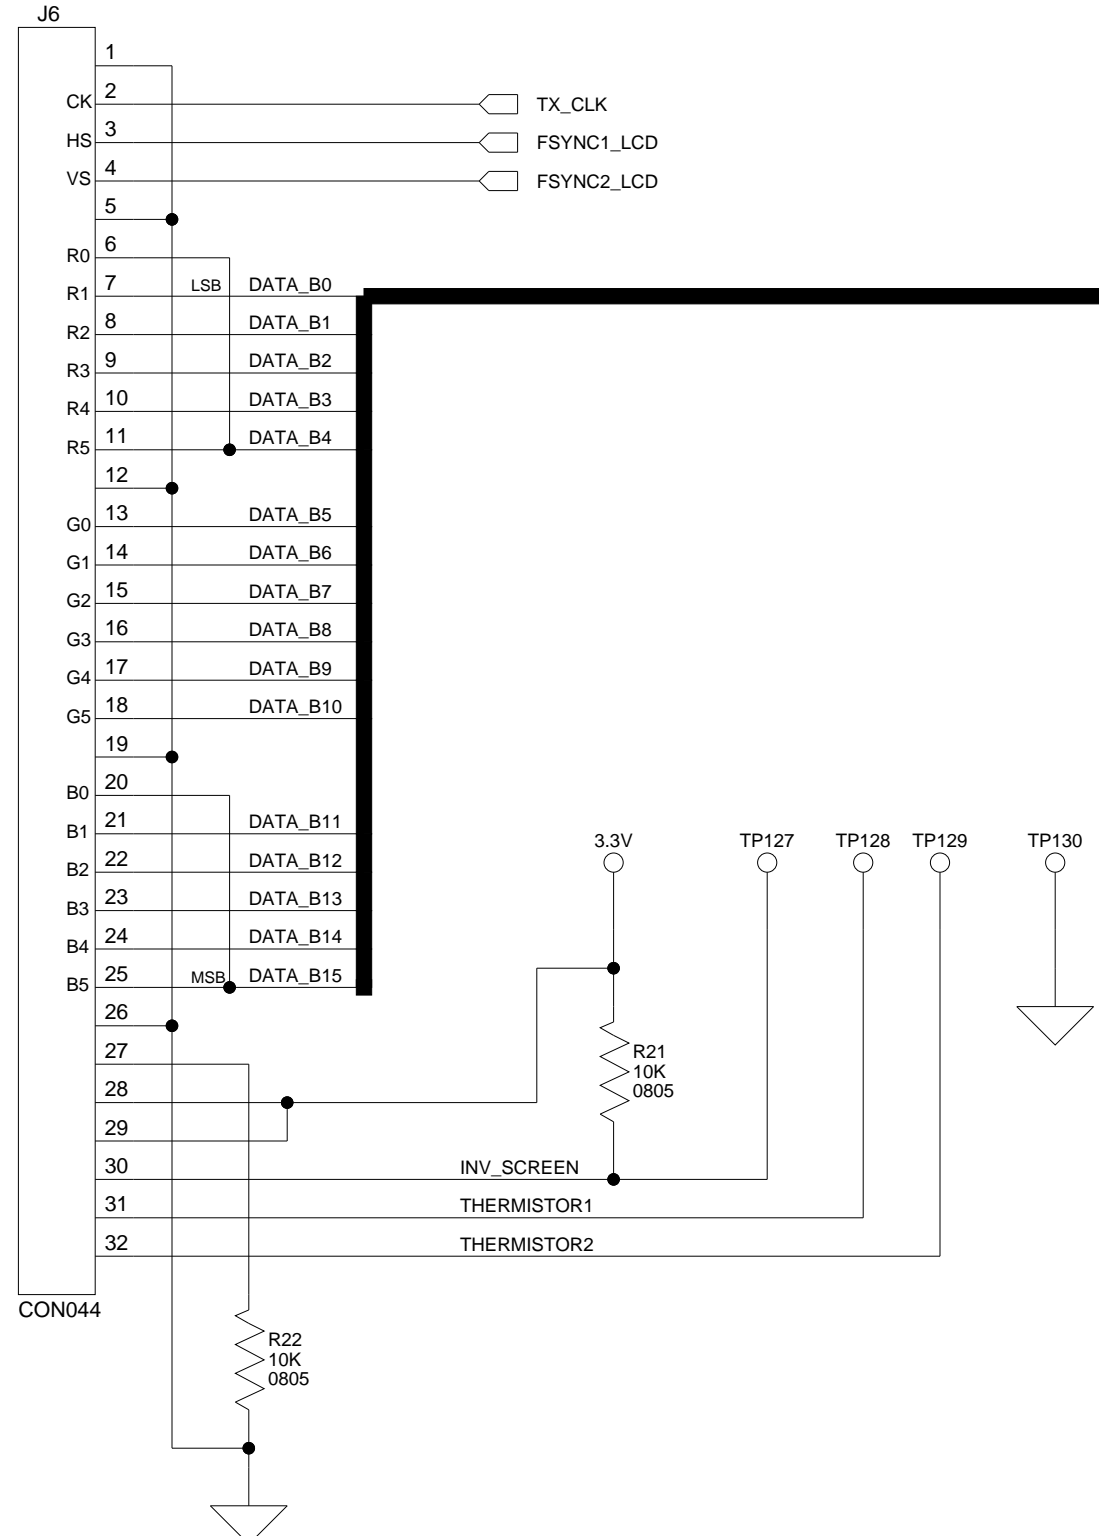 J6
1
CK 2 TX_CLK
HS 3 FSYNC1_LCD
VS 4 FSYNC2_LCD
5
R0 6
R1 7 LSB DATA_B0
R2 8 DATA_B1
R3 9 DATA_B2
R4 10 DATA_B3
R5 11 DATA_B4
12
G0 13 DATA_B5
G1 14 DATA_B6
G2 15 DATA_B7
G3 16 DATA_B8
G4 17 DATA_B9
G5 18 DATA_B10
19
B0 20
B1 21 DATA_B11
3.3V TP127 TP128 TP129 TP130
B2 22 DATA_B12
B3 23 DATA_B13
B4 24 DATA_B14
B5 25 MSB DATA_B15
26
27
R21
10K
0805
28
29
30 INV_SCREEN
31 THERMISTOR1
32 THERMISTOR2
CON044
R22
10K
0805